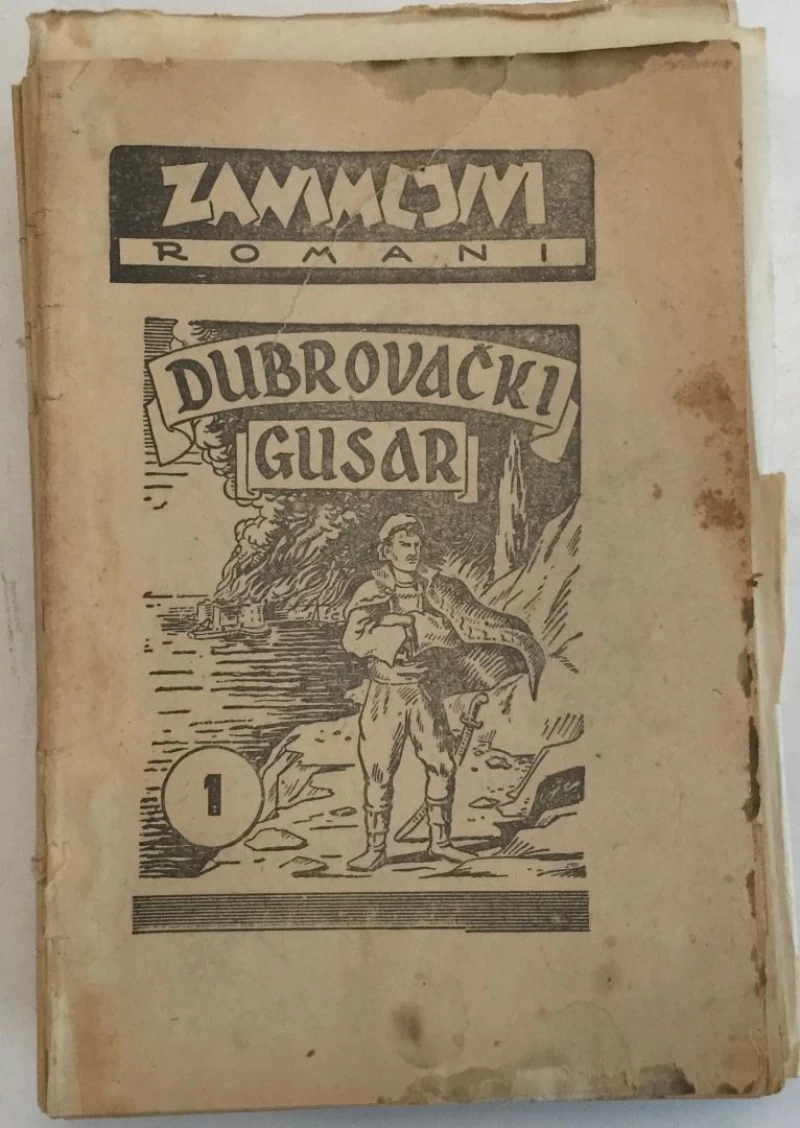 ZANIMLJIVI
ROMANI
DUBROVAČKI
GUSAR
1